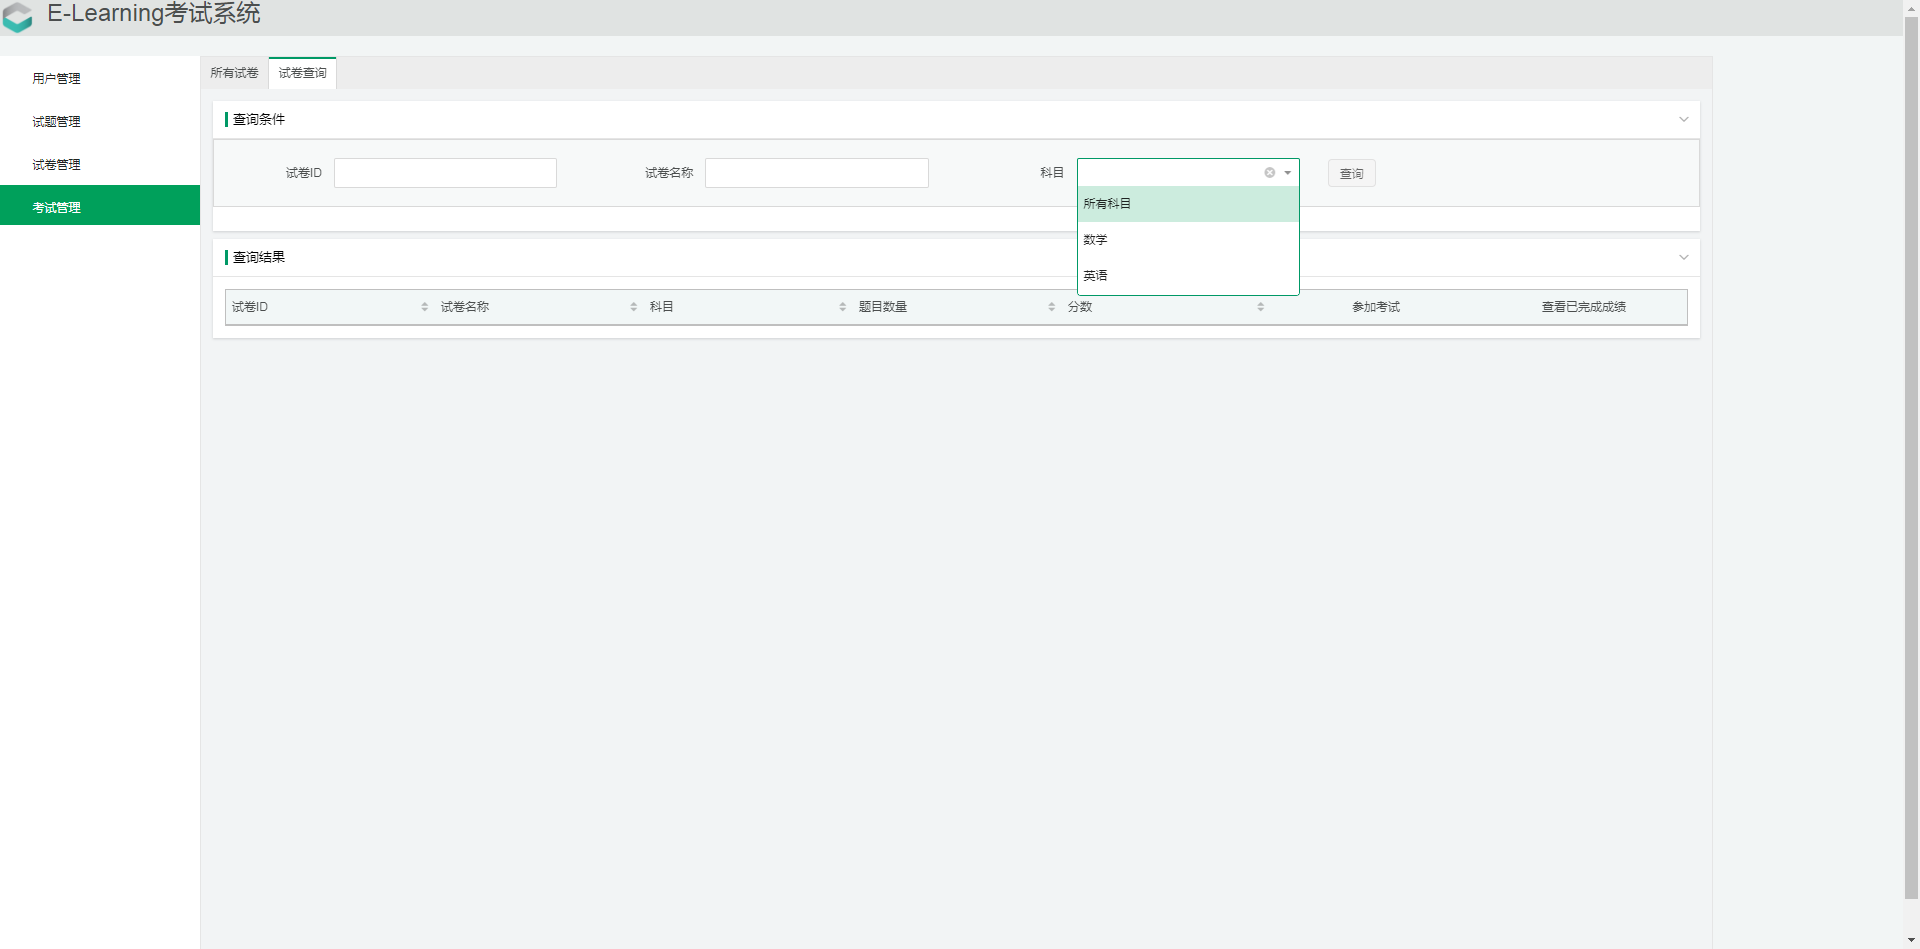 E-Learning考试系统
用户管理
试题管理
试卷管理
考试管理
所有试卷 试卷查询
查询条件
试卷ID 试卷名称 科目 查询
所有科目
数学
英语
查询结果
试卷ID 试卷名称 科目 题目数量 分数 参加考试 查看已完成成绩